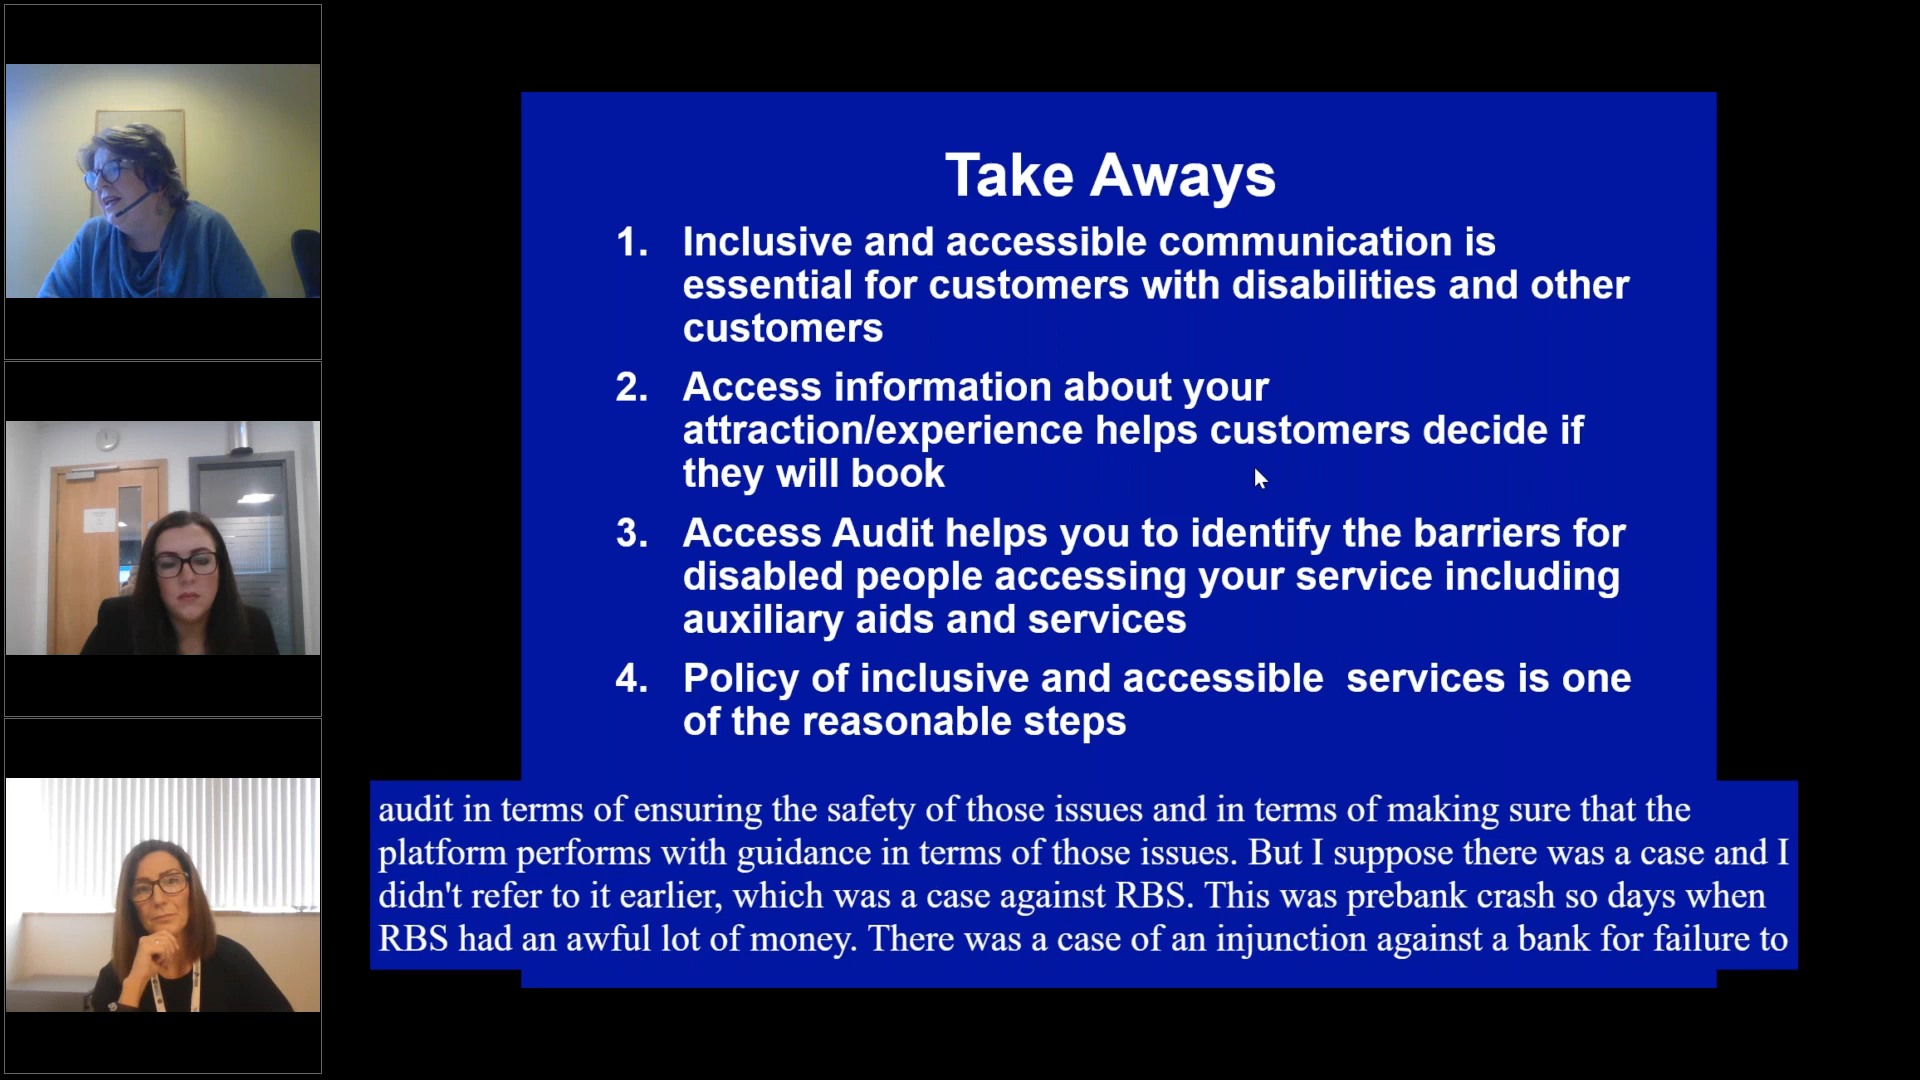 Take Aways
1. Inclusive and accessible communication is
essential for customers with disabilities and other
customers
2. Access information about your
attraction/experience helps customers decide if
they will book
3. Access Audit helps you to identify the barriers for
disabled people accessing your service including
auxiliary aids and services
4. Policy of inclusive and accessible  services is one
of the reasonable steps
audit in terms of ensuring the safety of those issues and in terms of making sure that the
platform performs with guidance in terms of those issues. But I suppose there was a case and I
didn't refer to it earlier, which was a case against RBS. This was prebank crash so days when
RBS had an awful lot of money. There was a case of an injunction against a bank for failure to